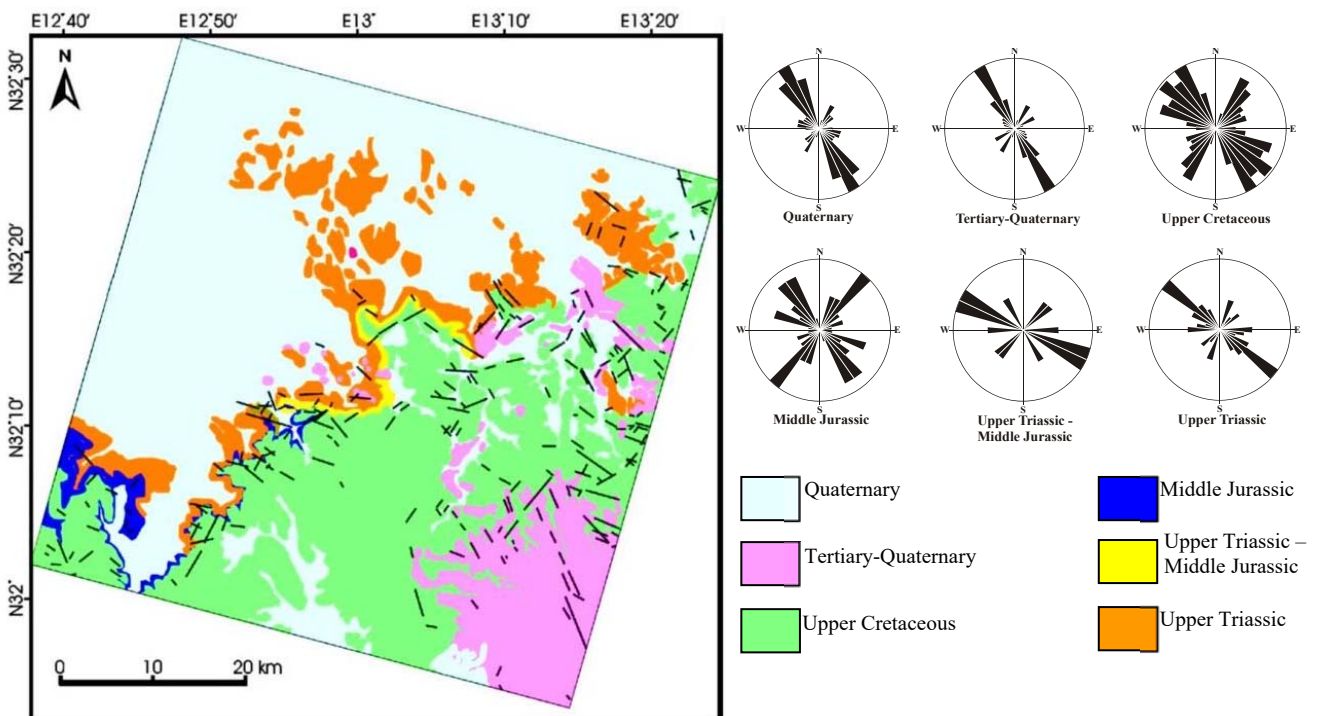 E12°40' E12°50' E13° E13°10' E13°20'
N32°30'
N32°20'
N32°10'
N32°
N
0 10 20 km
N
W E
S
Quaternary
N
W E
S
Tertiary-Quaternary
N
W E
S
Upper Cretaceous
N
W E
S
Middle Jurassic
N
W E
S
Upper Triassic -
Middle Jurassic
N
W E
S
Upper Triassic
Quaternary
Tertiary-Quaternary
Upper Cretaceous
Middle Jurassic
Upper Triassic –
Middle Jurassic
Upper Triassic